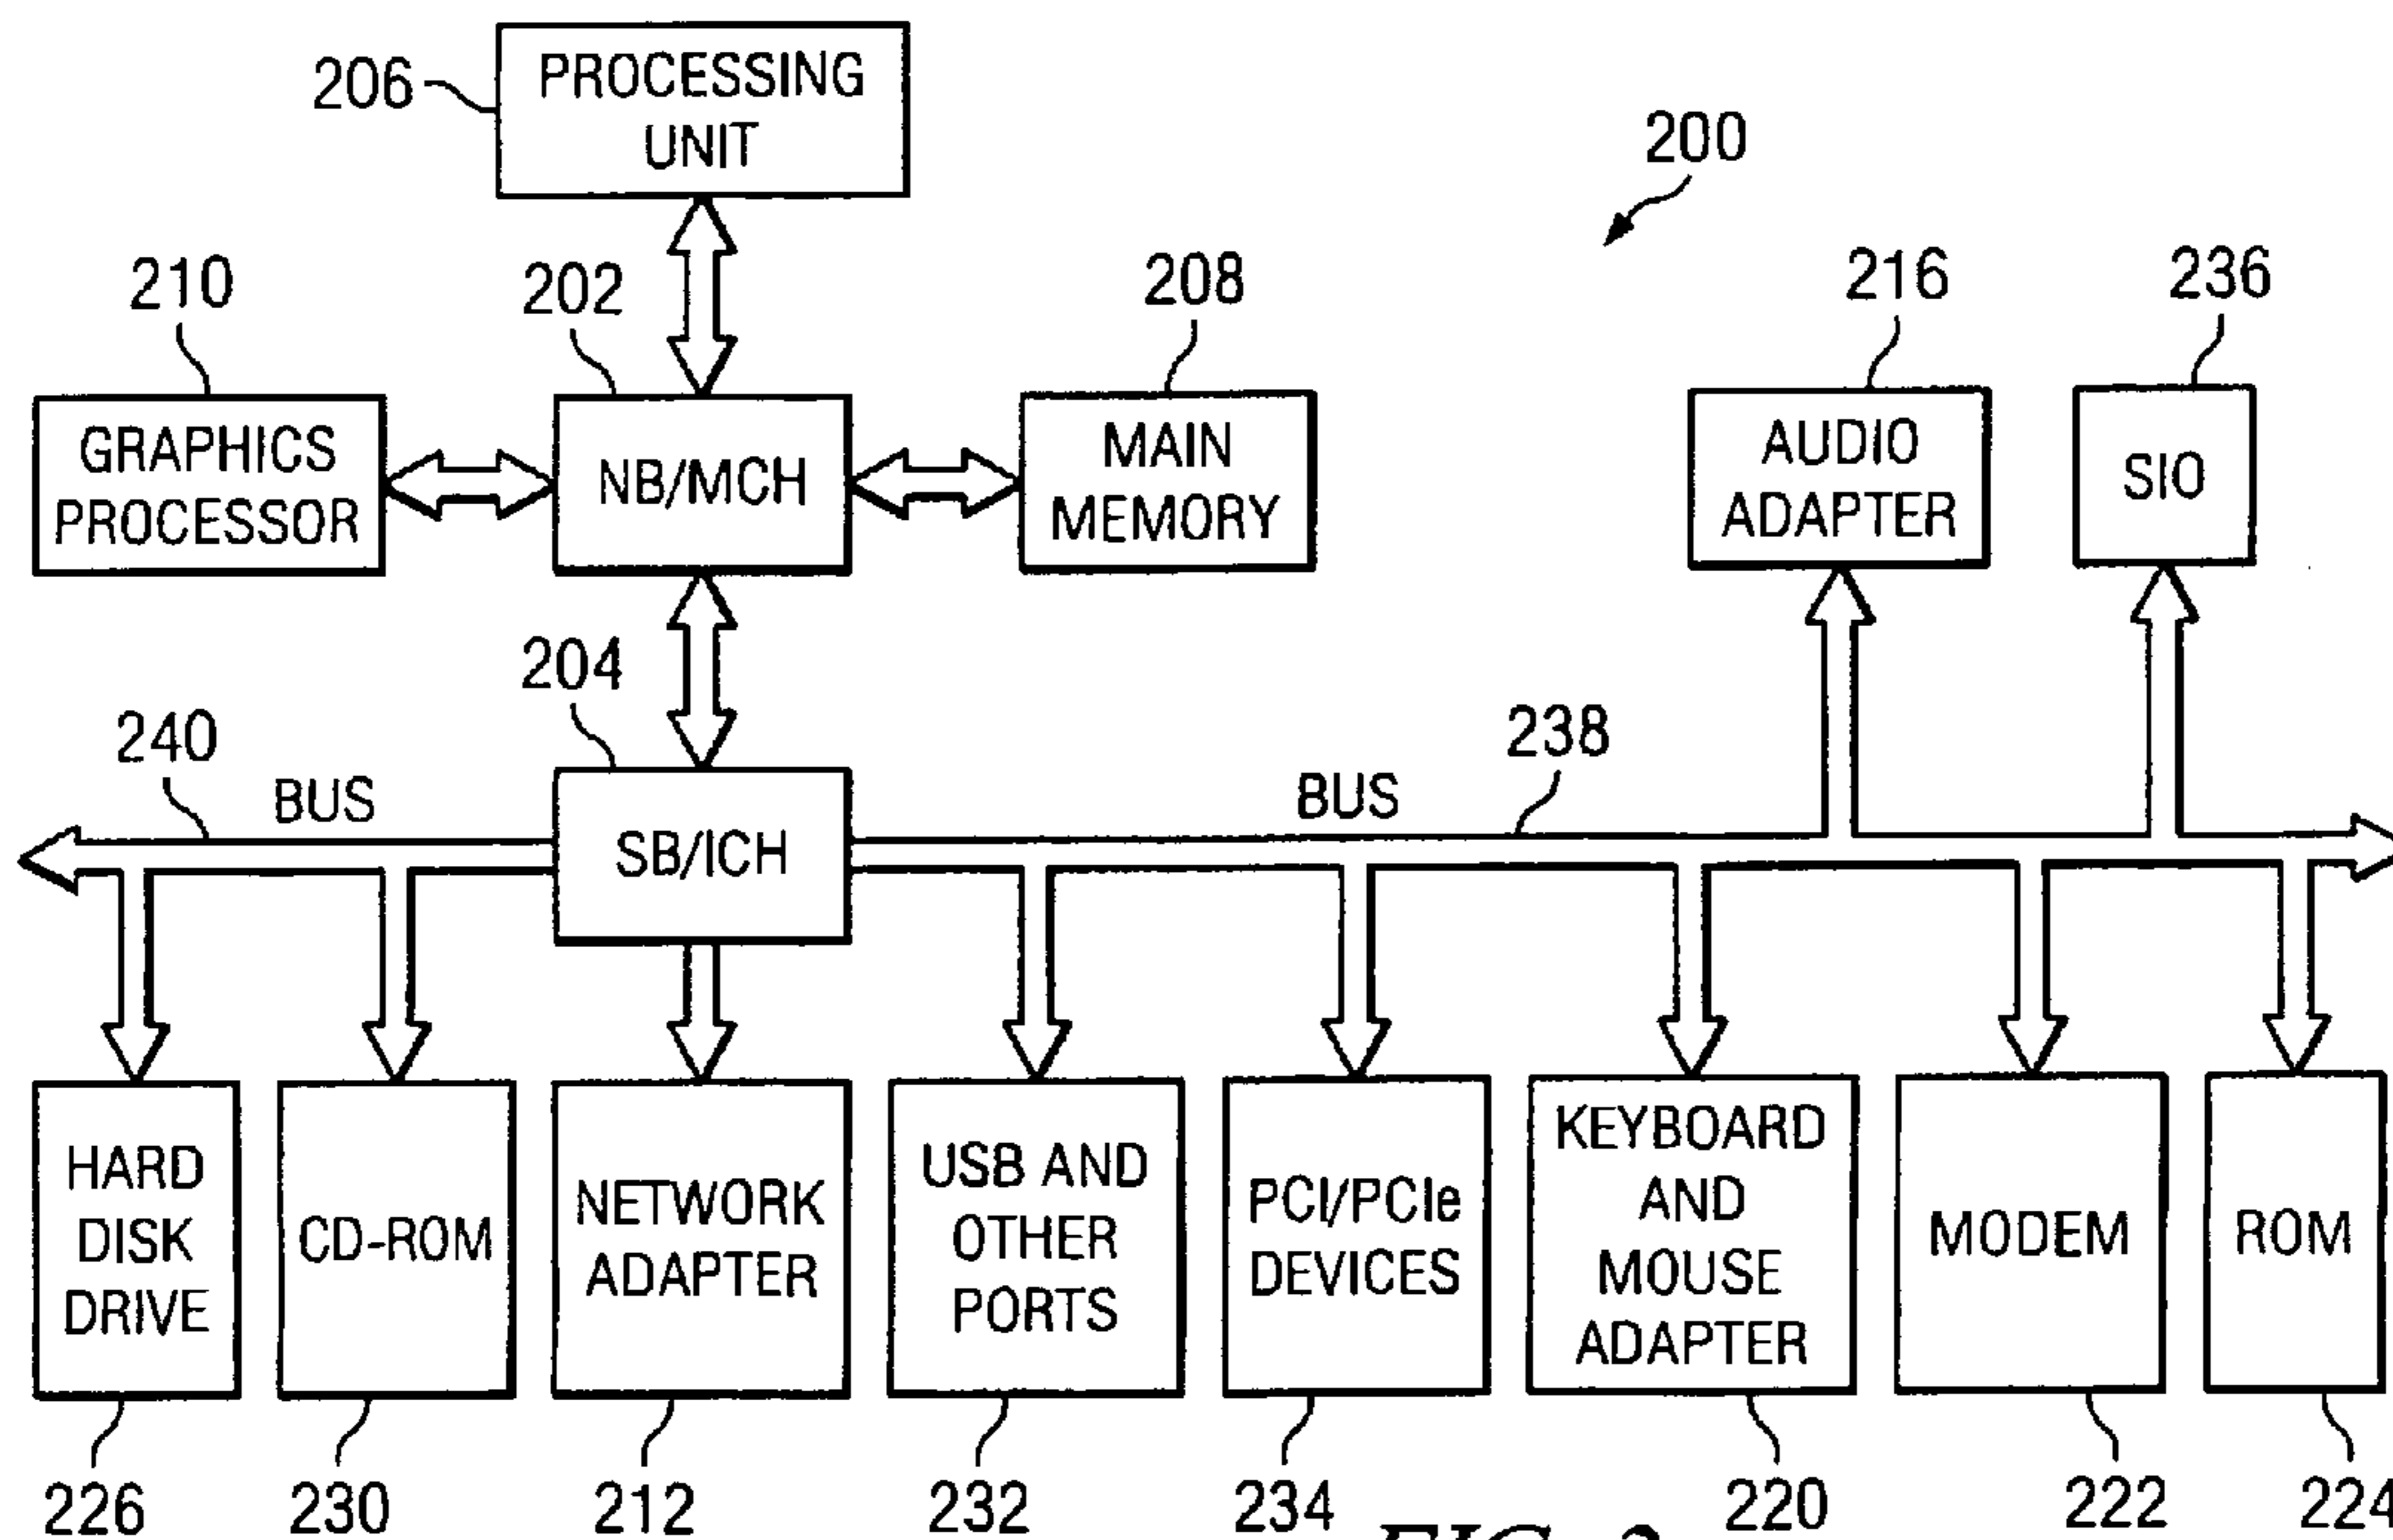 206
PROCESSING
UNIT
200
210
202
208
216
236
GRAPHICS
PROCESSOR
NB/MCH
MAIN
MEMORY
AUDIO
ADAPTER
SIO
204
240
BUS
238
BUS
SB/ICH
HARD
DISK
DRIVE
CD-ROM
NETWORK
ADAPTER
USB AND
OTHER
PORTS
PCI/PCIe
DEVICES
KEYBOARD
AND
MOUSE
ADAPTER
MODEM
ROM
226
230
212
232
234
220
222
224